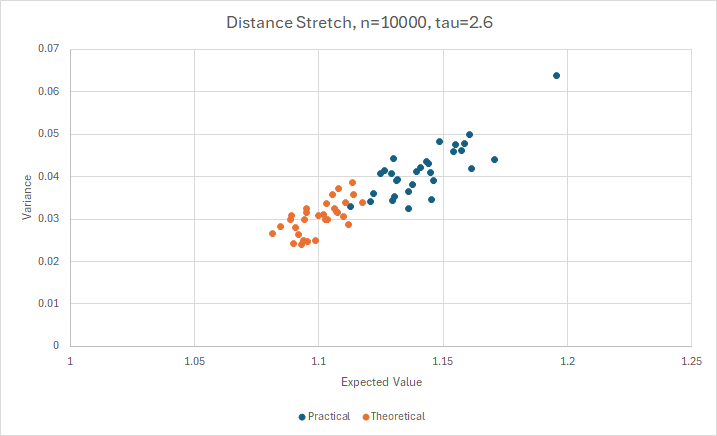 Distance Stretch, n=10000, tau=2.6
0.07
0.06
0.05
0.04
0.03
0.02
0.01
0
Variance
1 1.05 1.1 1.15 1.2 1.25
Expected Value
Practical Theoretical